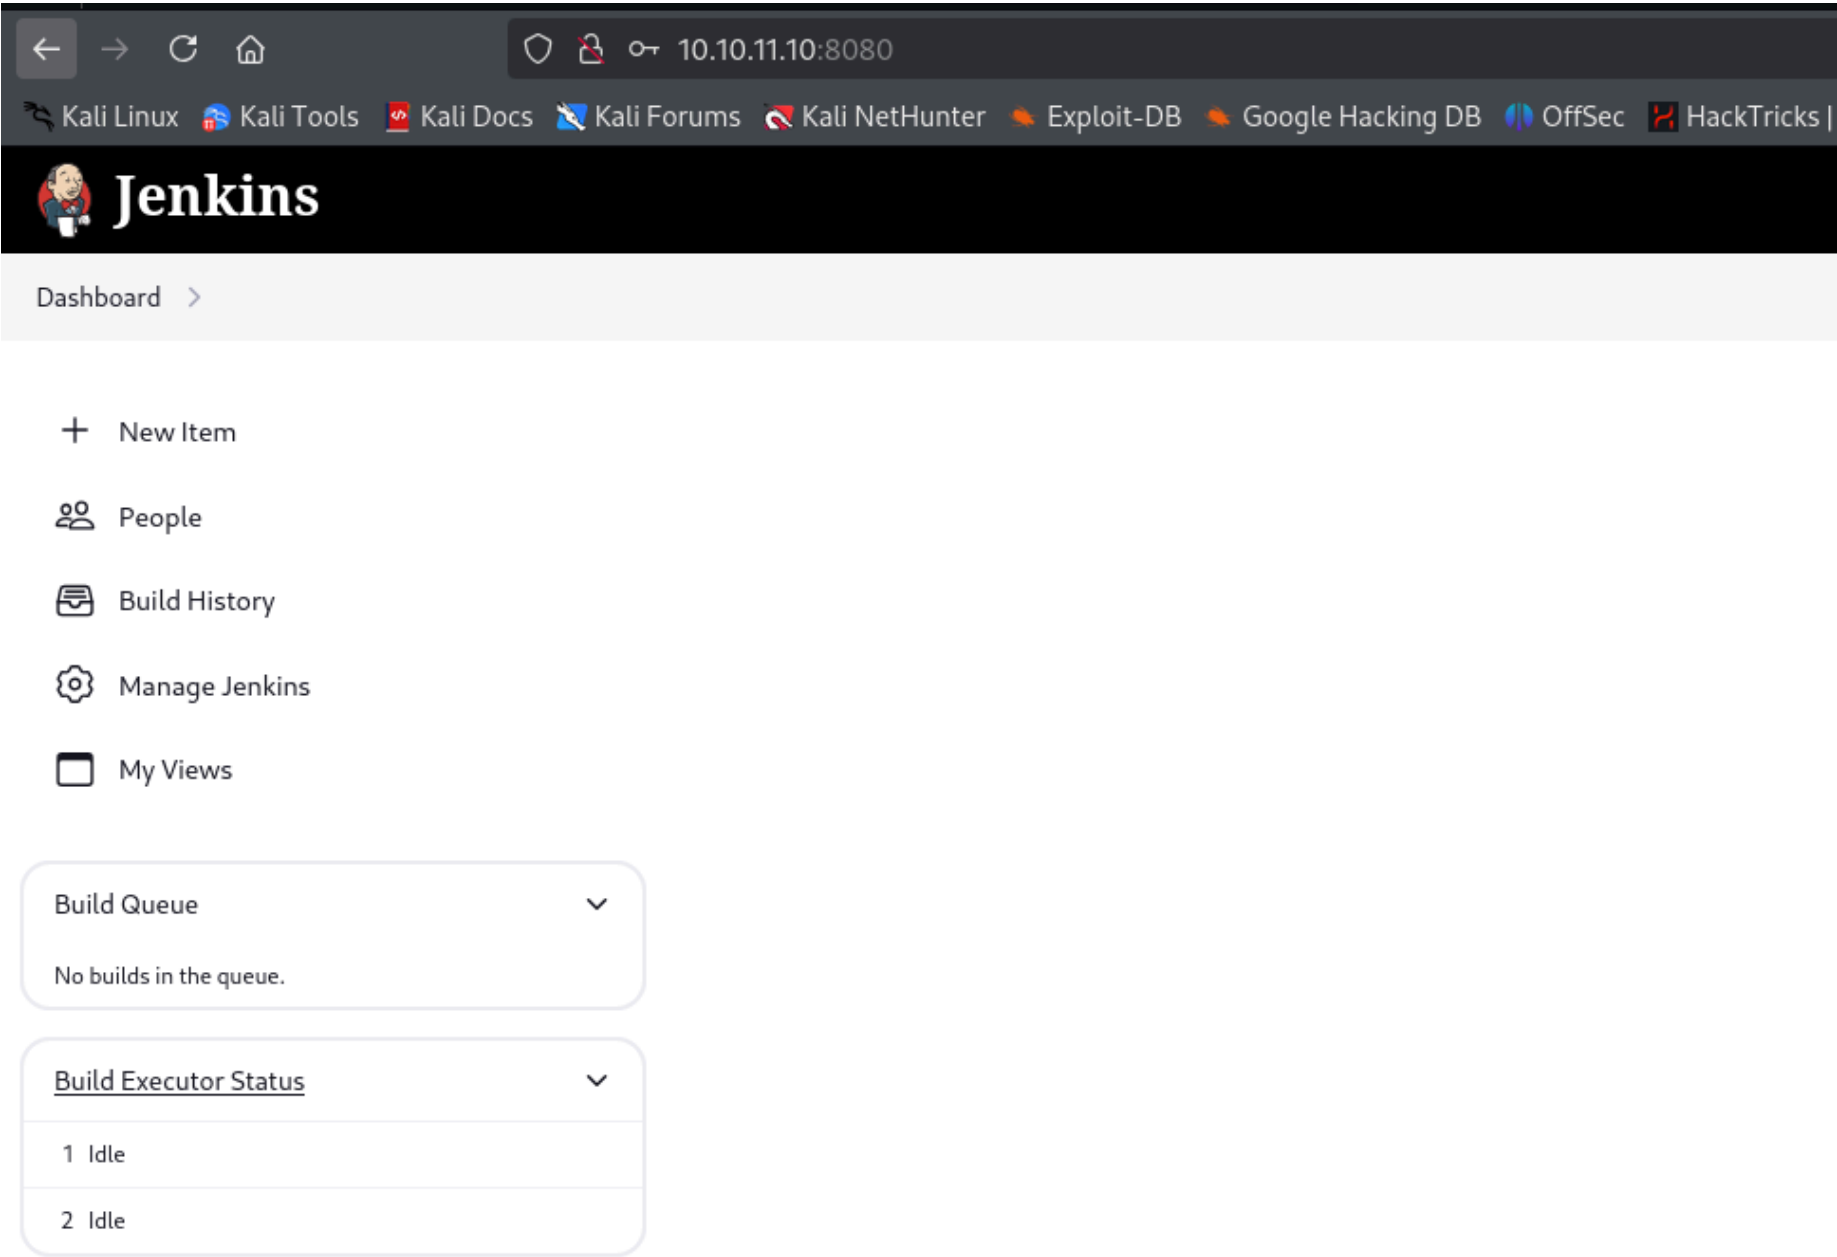 10.10.11.10:8080
Kali Linux Kali Tools Kali Docs Kali Forums Kali NetHunter Exploit-DB Google Hacking DB OffSec HackTricks |
Jenkins
Dashboard
New Item
People
Build History
Manage Jenkins
My Views
Build Queue
No builds in the queue.
Build Executor Status
1 Idle
2 Idle